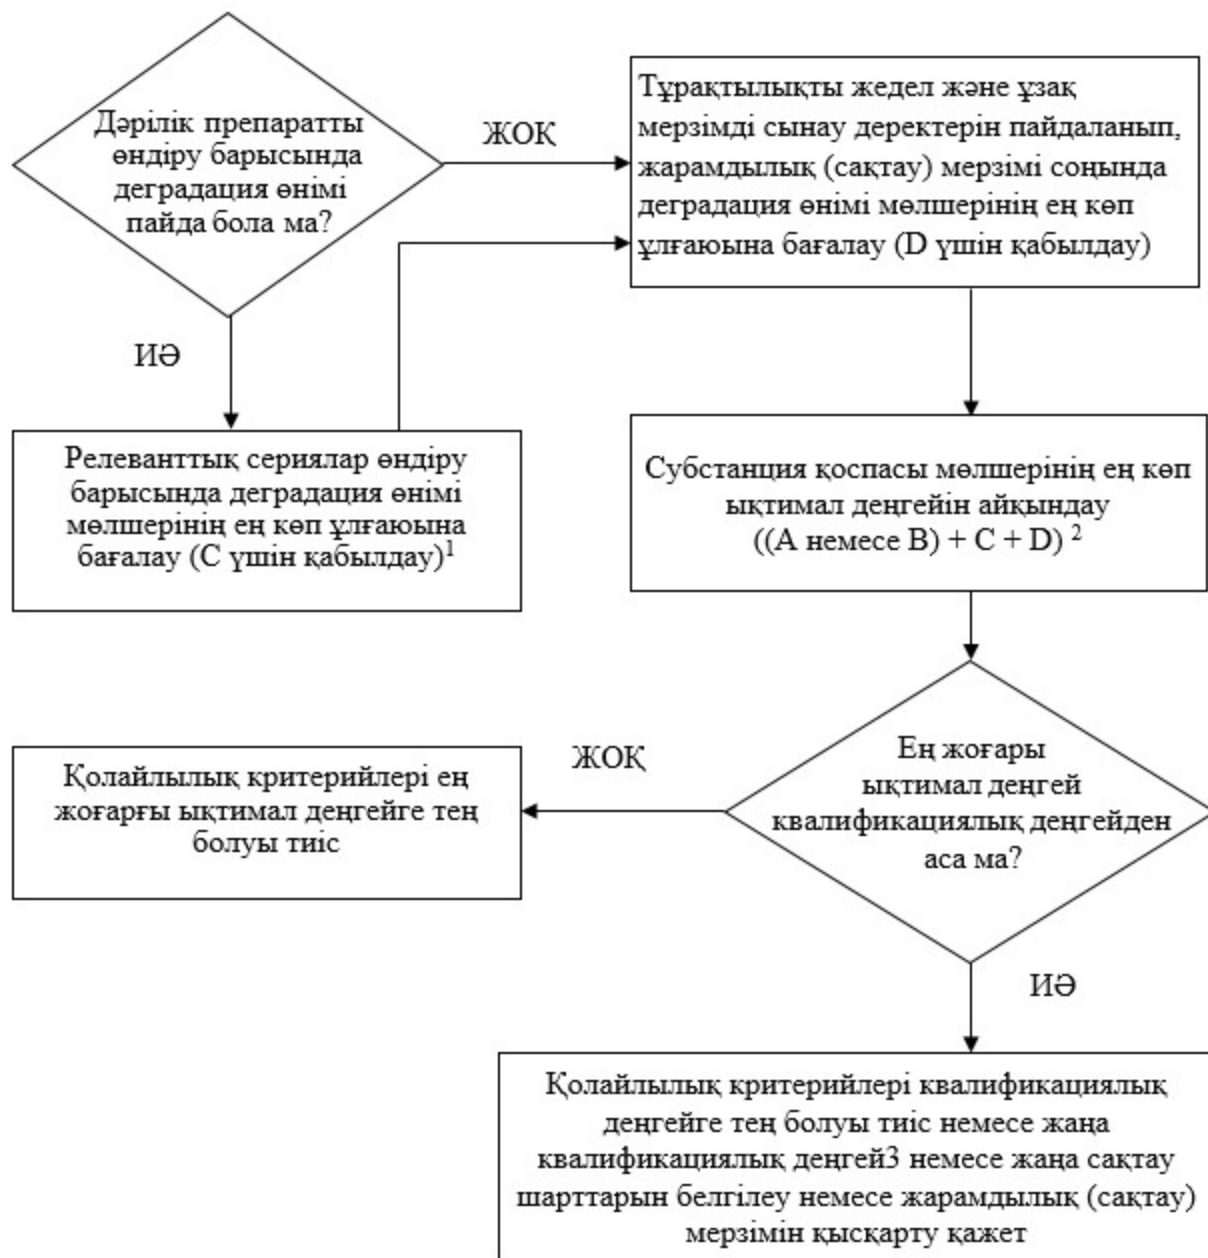 Дәрілік препаратты
өндіру барысында
деградация өнімі
пайда бола ма?
ЖОҚ
Тұрақтылықты жедел және ұзақ
мерзімді сынау деректерін пайдаланып,
жарамдылық (сақтау) мерзімі соңында
деградация өнімі мөлшерінің ең көп
ұлғаюына бағалау (D үшін қабылдау)
ИӘ
Релеванттық сериялар өндіру
барысында деградация өнімі
мөлшерінің ең көп ұлғаюына
бағалау (С үшін қабылдау)¹
Субстанция қоспасы мөлшерінің ең көп
ықтимал деңгейін айқындау
((А немесе В) + С + D) ²
Ең жоғары
ықтимал деңгей
квалификациялық деңгейден
аса ма?
ЖОҚ
Қолайлылық критерийлері ең
жоғарғы ықтимал деңгейге тең
болуы тиіс
ИӘ
Қолайлылық критерийлері квалификациялық
деңгейге тең болуы тиіс немесе жаңа
квалификациялық деңгей3 немесе жаңа сақтау
шарттарын белгілеу немесе жарамдылық (сақтау)
мерзімін қысқарту қажет